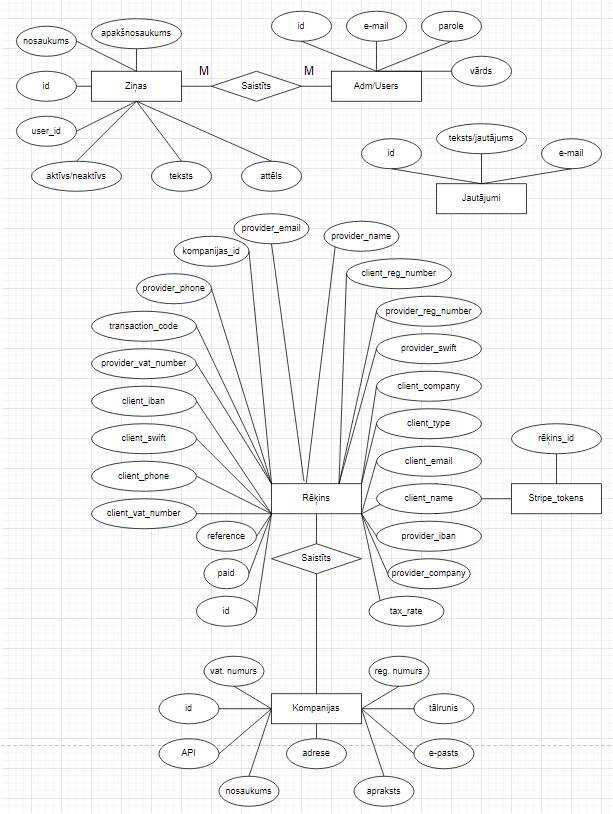 id
e-mail
parole
nosaukums
apakšnosaukums
M
M
vārds
id
Ziņas
Saistīts
Adm/Users
user_id
teksts/jautājums
id
e-mail
aktīvs/neaktīvs
teksts
attēls
Jautājumi
provider_email
provider_name
kompanijas_id
client_reg_number
provider_phone
provider_reg_number
transaction_code
provider_swift
provider_vat_number
client_company
client_iban
client_type
client_swift
rēķins_id
client_email
client_phone
Rēķins
client_name
Stripe_tokens
client_vat_number
reference
provider_iban
Saistīts
paid
provider_company
id
tax_rate
vat. numurs
reg. numurs
id
Kompanijas
tālrunis
API
adrese
e-pasts
nosaukums
apraksts